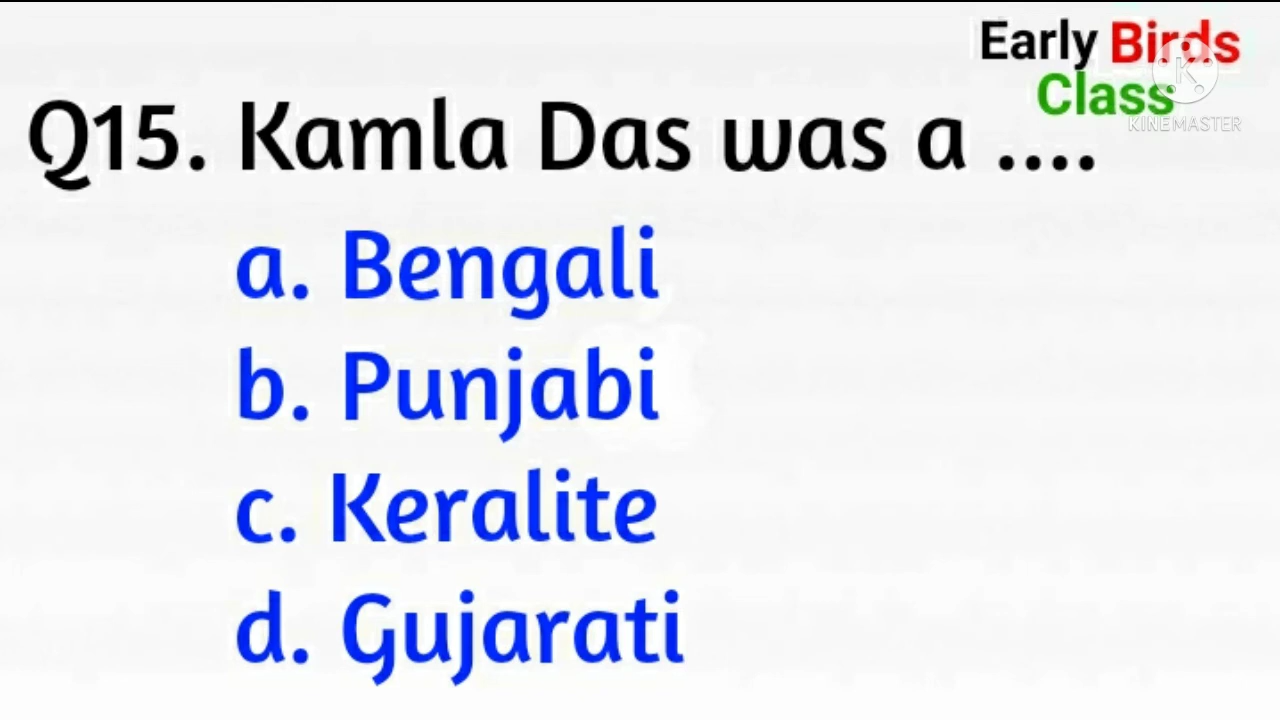 Early Birds
Class
KINEMASTER
Q15. Kamla Das was a ....
a. Bengali
b. Punjabi
c. Keralite
d. Gujarati